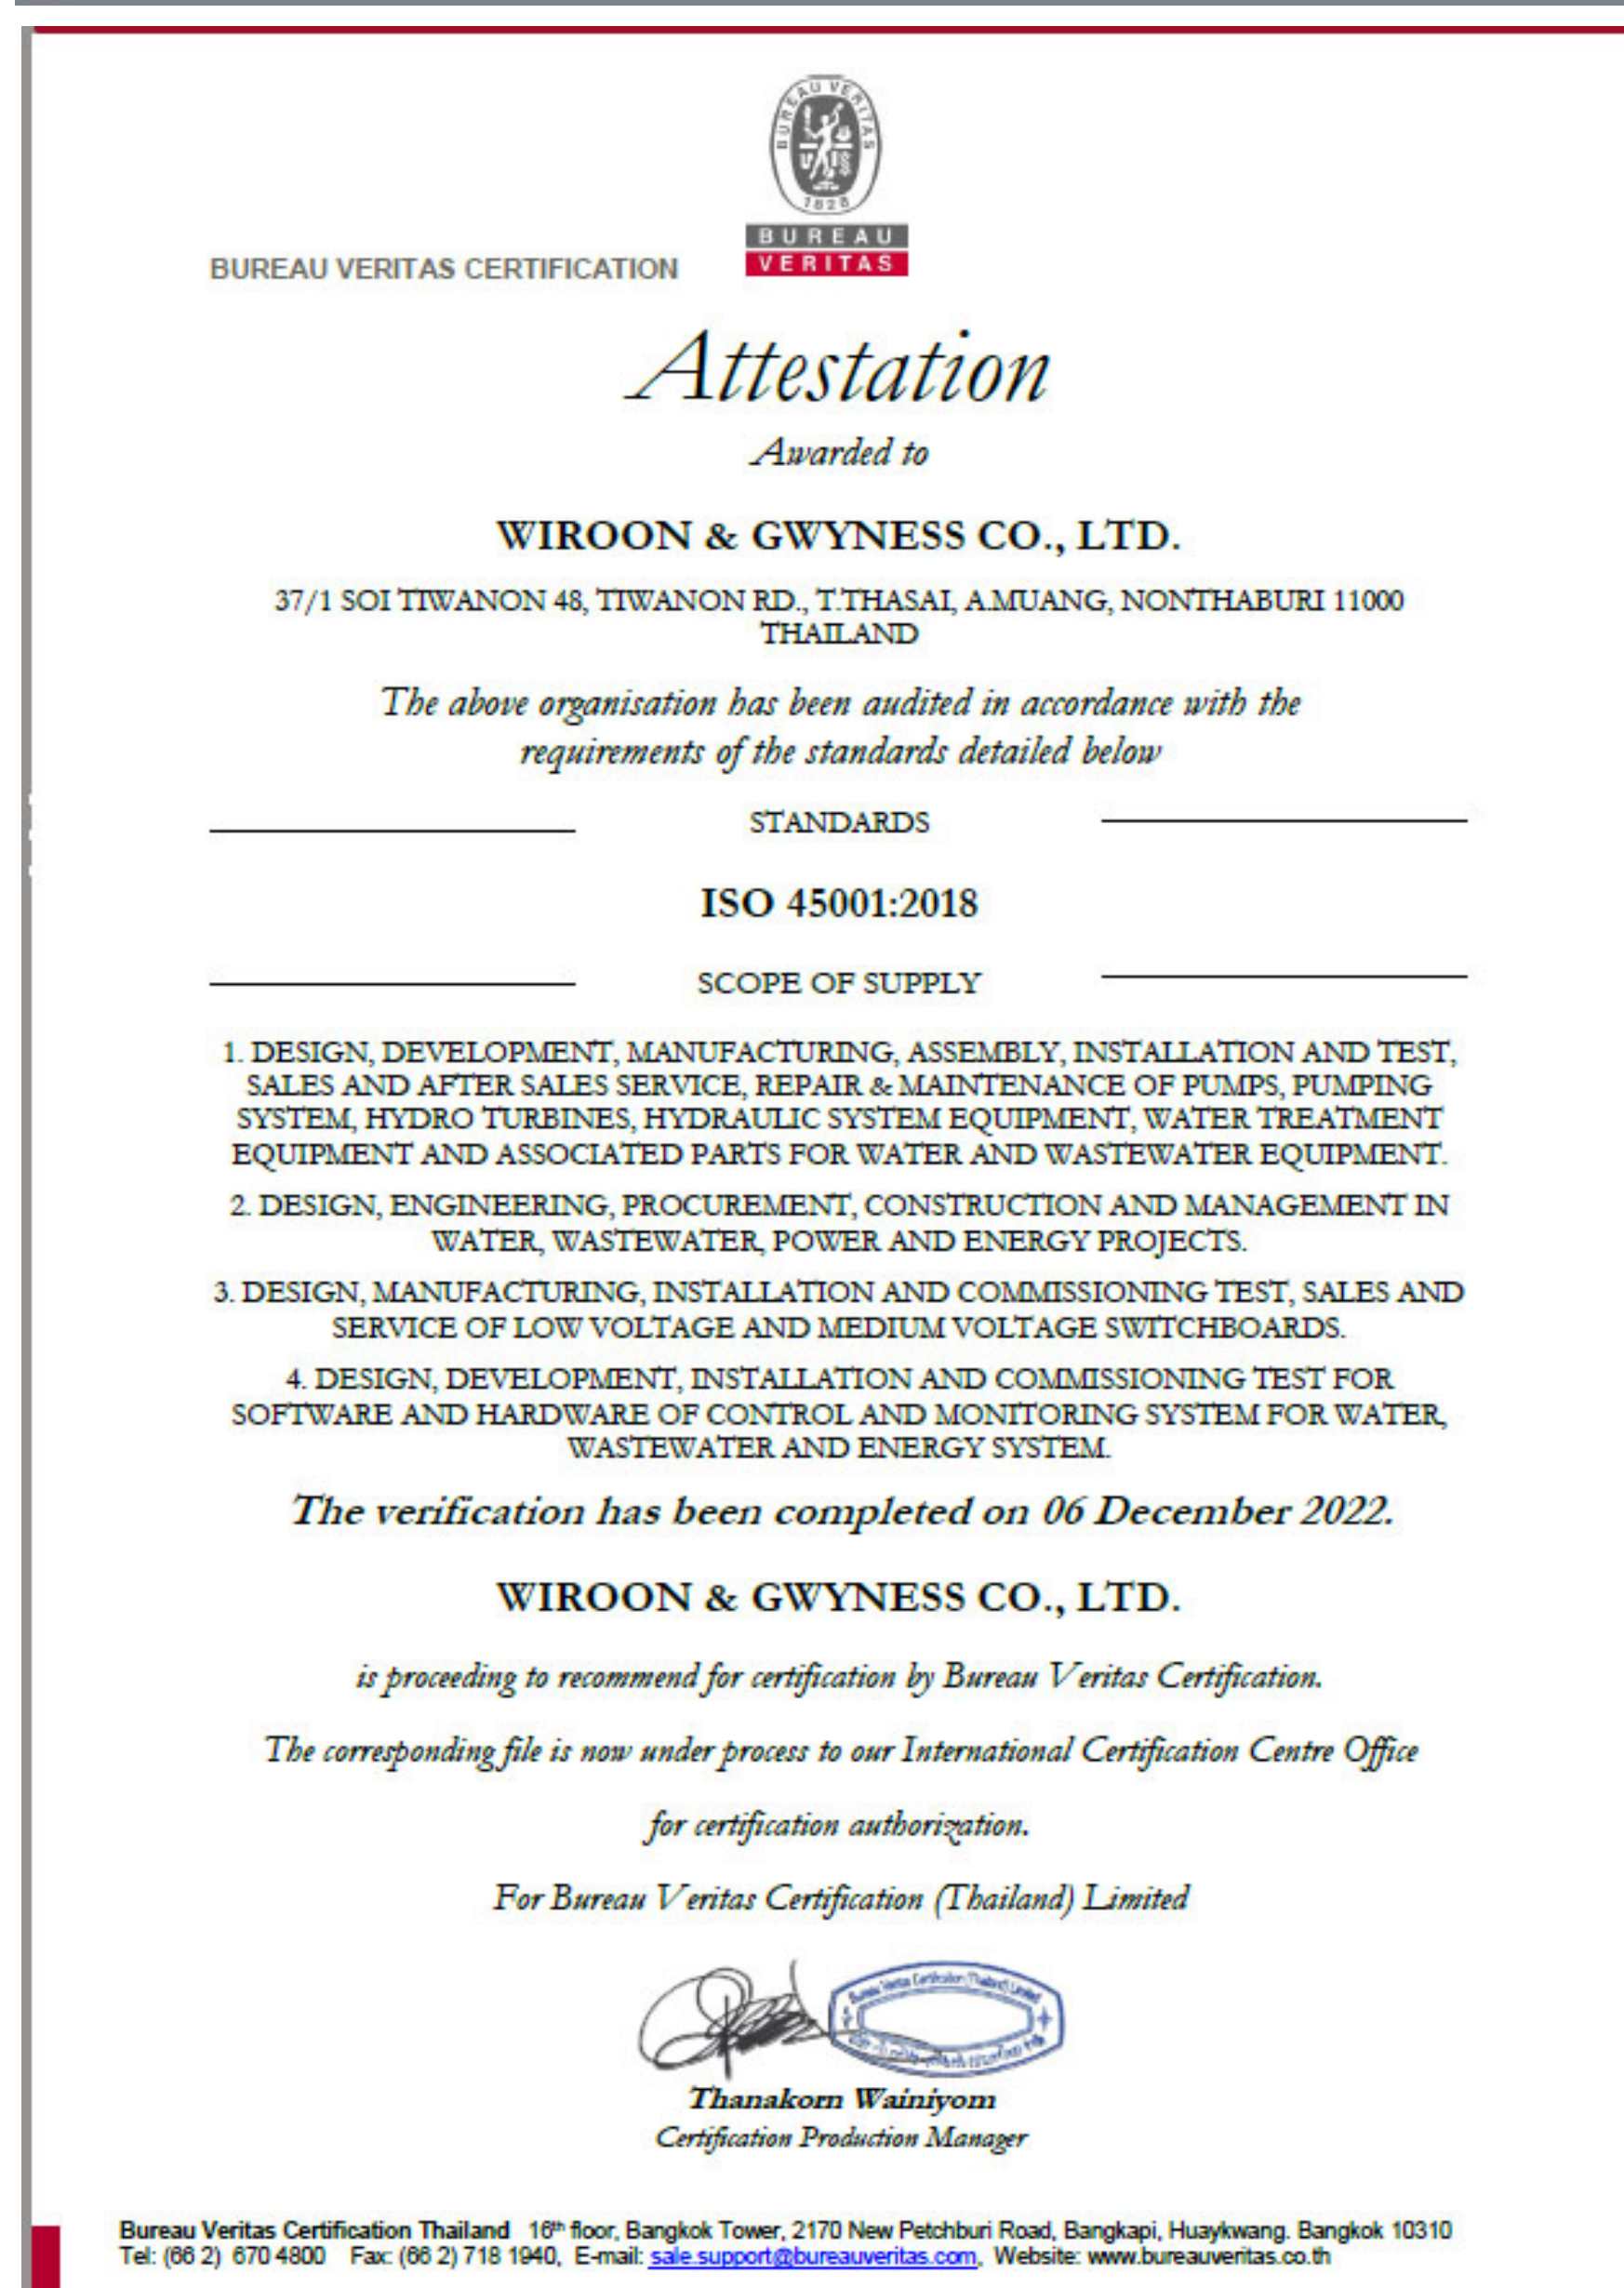 BUREAU VERITAS
1828
BUREAU
VERITAS
BUREAU VERITAS CERTIFICATION
Attestation
Awarded to
WIROON & GWYNESS CO., LTD.
37/1 SOI TIWANON 48, TIWANON RD., T.THASAI, A.MUANG, NONTHABURI 11000
THAILAND
The above organisation has been audited in accordance with the
requirements of the standards detailed below
STANDARDS
ISO 45001:2018
SCOPE OF SUPPLY
1. DESIGN, DEVELOPMENT, MANUFACTURING, ASSEMBLY, INSTALLATION AND TEST,
SALES AND AFTER SALES SERVICE, REPAIR & MAINTENANCE OF PUMPS, PUMPING
SYSTEM, HYDRO TURBINES, HYDRAULIC SYSTEM EQUIPMENT, WATER TREATMENT
EQUIPMENT AND ASSOCIATED PARTS FOR WATER AND WASTEWATER EQUIPMENT.
2. DESIGN, ENGINEERING, PROCUREMENT, CONSTRUCTION AND MANAGEMENT IN
WATER, WASTEWATER, POWER AND ENERGY PROJECTS.
3. DESIGN, MANUFACTURING, INSTALLATION AND COMMISSIONING TEST, SALES AND
SERVICE OF LOW VOLTAGE AND MEDIUM VOLTAGE SWITCHBOARDS.
4. DESIGN, DEVELOPMENT, INSTALLATION AND COMMISSIONING TEST FOR
SOFTWARE AND HARDWARE OF CONTROL AND MONITORING SYSTEM FOR WATER,
WASTEWATER AND ENERGY SYSTEM.
The verification has been completed on 06 December 2022.
WIROON & GWYNESS CO., LTD.
is proceeding to recommend for certification by Bureau Veritas Certification.
The corresponding file is now under process to our International Certification Centre Office
for certification authorization.
For Bureau Veritas Certification (Thailand) Limited
Bureau Veritas Certification (Thailand) Limited
Thanakorn Wainiyom
Certification Production Manager
Bureau Veritas Certification Thailand 16th floor, Bangkok Tower, 2170 New Petchburi Road, Bangkapi, Huaykwang. Bangkok 10310
Tel: (66 2) 670 4800 Fax: (66 2) 718 1940, E-mail: sale.support@bureauveritas.com, Website: www.bureauveritas.co.th